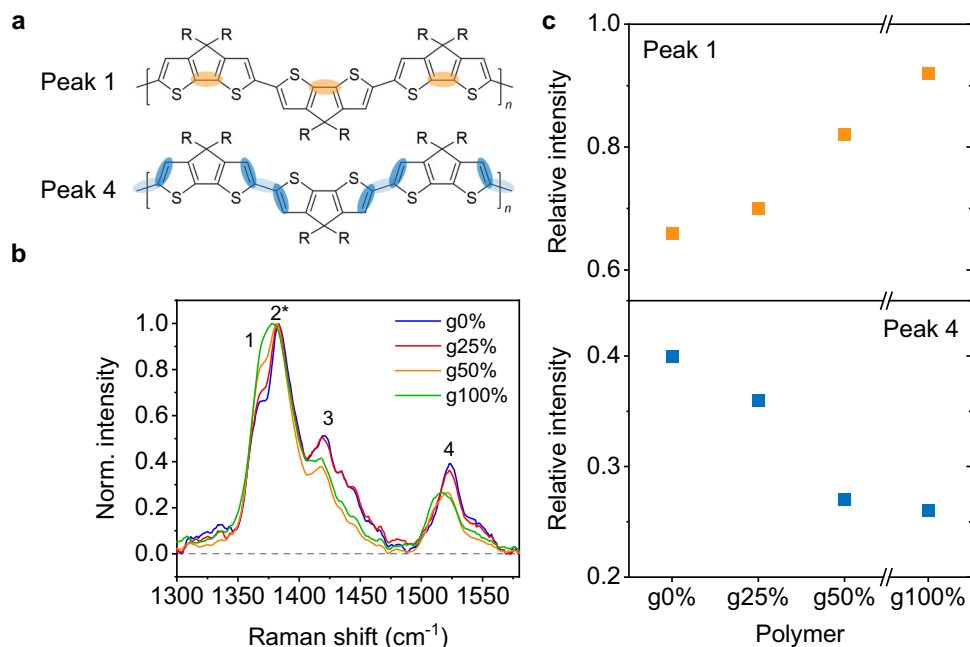 a
Peak 1
R R
R R
S S
S S
S S
R R
n
Peak 4
R R
R R
S S
S S
S S
R R
n
b
Norm. intensity
1.0
0.8
0.6
0.4
0.2
0.0
1
2*
3
4
g0%
g25%
g50%
g100%
1300 1350 1400 1450 1500 1550
Raman shift (cm⁻¹)
c
Relative intensity
1.0
0.8
0.6
Peak 1
Relative intensity
0.4
0.3
0.2
Peak 4
g0% g25% g50% g100%
Polymer